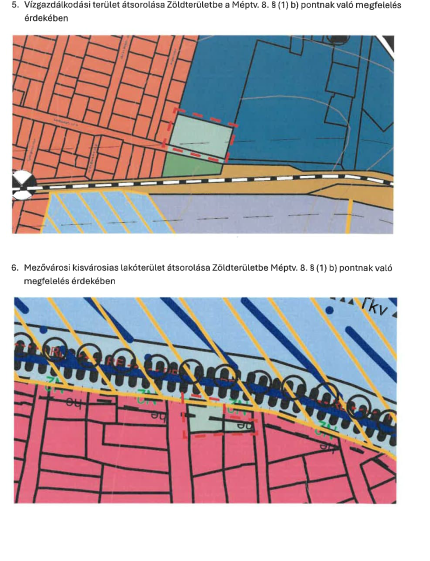 5. Vízgazdálkodási terület átsorolása Zöldterületbe a Méptv. 8. § (1) b) pontnak való megfelelés
érdekében
6. Mezővárosi kisvárosias lakóterület átsorolása Zöldterületbe Méptv. 8. § (1) b) pontnak való
megfelelés érdekében
Tkv